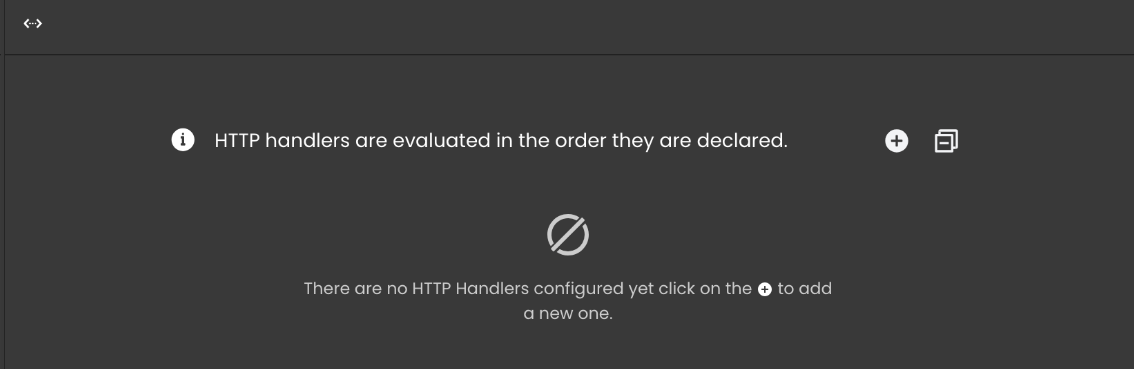 HTTP handlers are evaluated in the order they are declared.
There are no HTTP Handlers configured yet click on the to add
a new one.